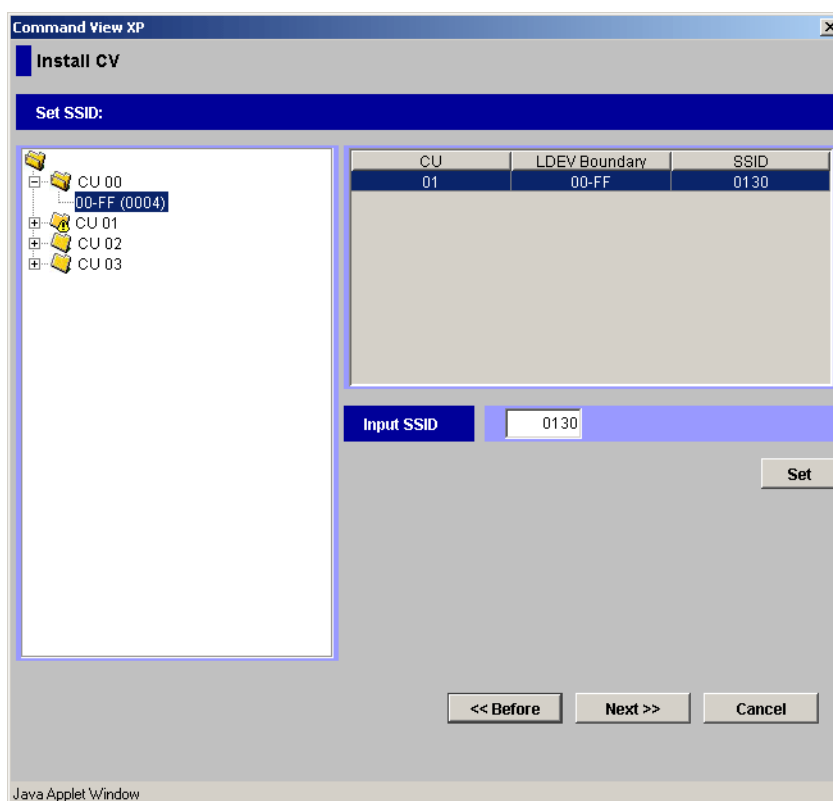 Command View XP
Install CV
Set SSID:
CU 00
00-FF (0004)
CU 01
CU 02
CU 03
CU LDEV Boundary SSID
01 00-FF 0130
Input SSID 0130
Set
<< Before Next >> Cancel
Java Applet Window